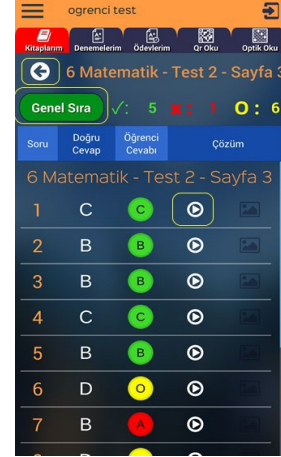 ogrenci test
Kitaplarım Denemelerim Ödevlerim Qr Oku Optik Oku
6 Matematik - Test 2 - Sayfa 3
Genel Sıra ✓: 5 x: 1 O: 6
Soru Doğru Cevap Öğrenci Cevabı Çözüm
6 Matematik - Test 2 - Sayfa 3
1 C C
2 B B
3 B B
4 C C
5 B B
6 D O
7 B A